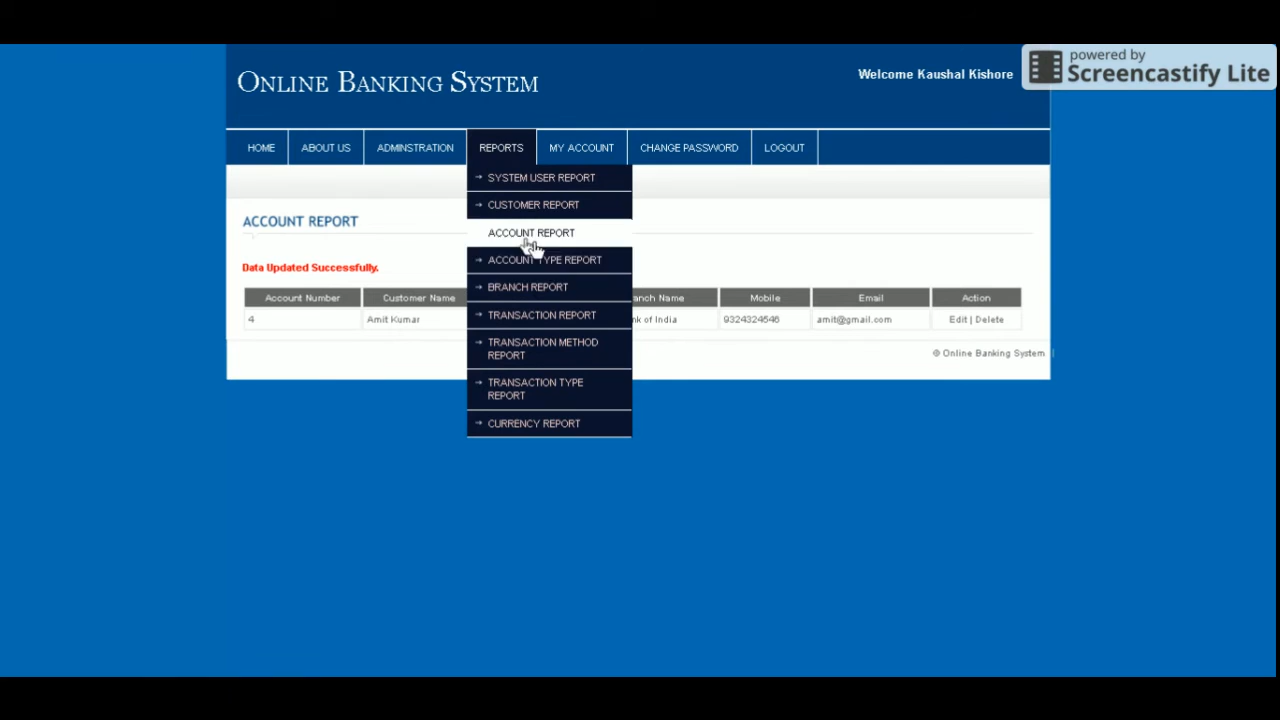 powered by
Screencastify Lite
ONLINE BANKING SYSTEM
Welcome Kaushal Kishore
HOME ABOUT US ADMINSTRATION REPORTS MY ACCOUNT CHANGE PASSWORD LOGOUT
→ SYSTEM USER REPORT
→ CUSTOMER REPORT
ACCOUNT REPORT
→ ACCOUNT TYPE REPORT
→ BRANCH REPORT
→ TRANSACTION REPORT
→ TRANSACTION METHOD
REPORT
→ TRANSACTION TYPE
REPORT
→ CURRENCY REPORT
ACCOUNT REPORT
Data Updated Successfully.
Account Number Customer Name Name Mobile Email Action
4 Amit Kumar of India 9324324546 amit@gmail.com Edit | Delete
© Online Banking System |